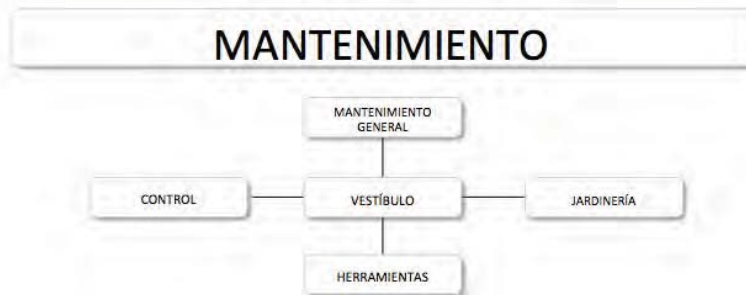 MANTENIMIENTO
MANTENIMIENTO
GENERAL
CONTROL
VESTÍBULO
JARDINERÍA
HERRAMIENTAS